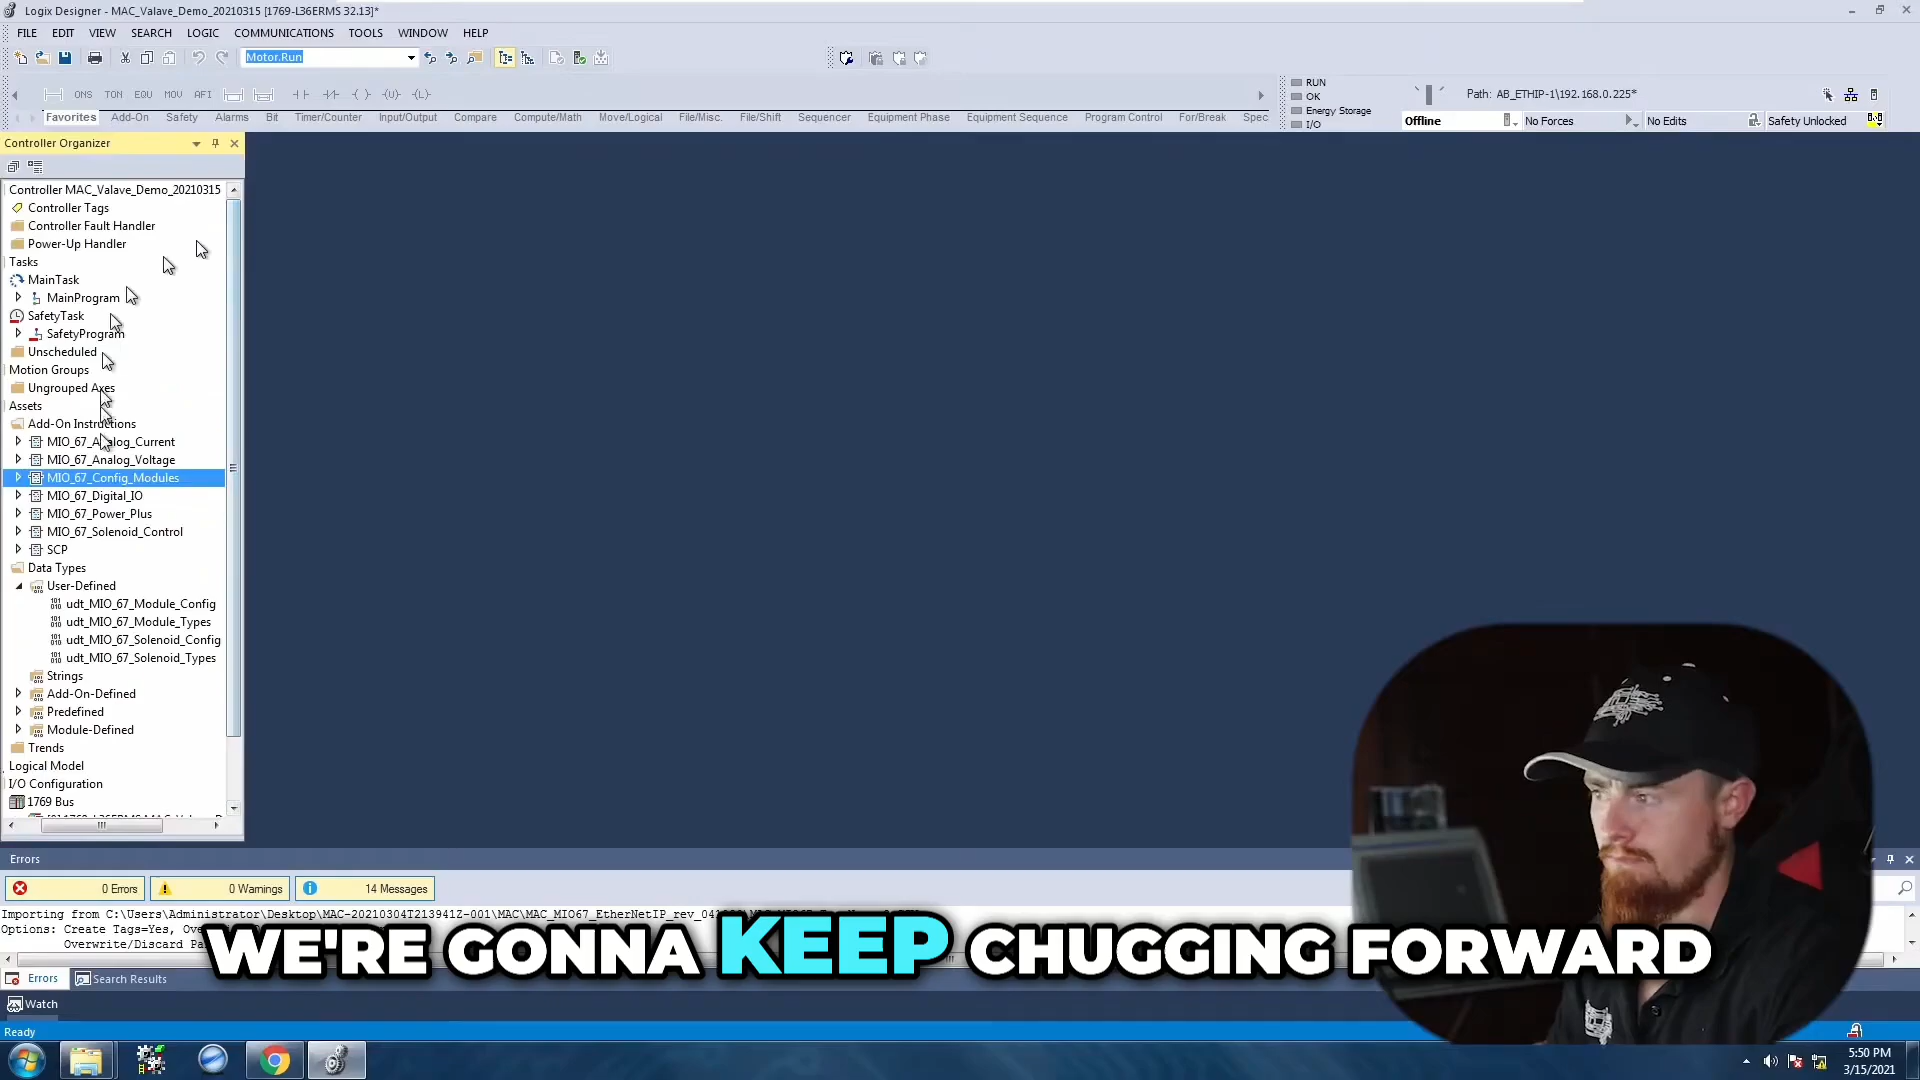 Logix Designer - MAC_Valave_Demo_20210315 [1769-L36ERMS 32.13]*
FILE EDIT VIEW SEARCH LOGIC COMMUNICATIONS TOOLS WINDOW HELP
Motor.Run
ONS TON EQU MOV AFI
Favorites Add-On Safety Alarms Bit Timer/Counter Input/Output Compare Compute/Math Move/Logical File/Misc. File/Shift Sequencer Equipment Phase Equipment Sequence Program Control For/Break Spec
RUN
OK
Energy Storage
I/O
Path: AB_ETHIP-1\192.168.0.225*
Offline No Forces No Edits Safety Unlocked
Controller Organizer
Controller MAC_Valave_Demo_20210315
Controller Tags
Controller Fault Handler
Power-Up Handler
Tasks
MainTask
MainProgram
SafetyTask
SafetyProgram
Unscheduled
Motion Groups
Ungrouped Axes
Assets
Add-On Instructions
MIO_67_Analog_Current
MIO_67_Analog_Voltage
MIO_67_Config_Modules
MIO_67_Digital_IO
MIO_67_Power_Plus
MIO_67_Solenoid_Control
SCP
Data Types
User-Defined
udt_MIO_67_Module_Config
udt_MIO_67_Module_Types
udt_MIO_67_Solenoid_Config
udt_MIO_67_Solenoid_Types
Strings
Add-On-Defined
Predefined
Module-Defined
Trends
Logical Model
I/O Configuration
1769 Bus
Errors
0 Errors 0 Warnings 14 Messages
Importing from C:\Users\Administrator\Desktop\MAC-20210304T213941Z-001\MAC\MAC_MIO67_EtherNetIP_rev
Options: Create Tags=Yes,
Overwrite/Discard
WE'RE GONNA KEEP CHUGGING FORWARD
Errors Search Results
Watch
Ready
5:50 PM
3/15/2021